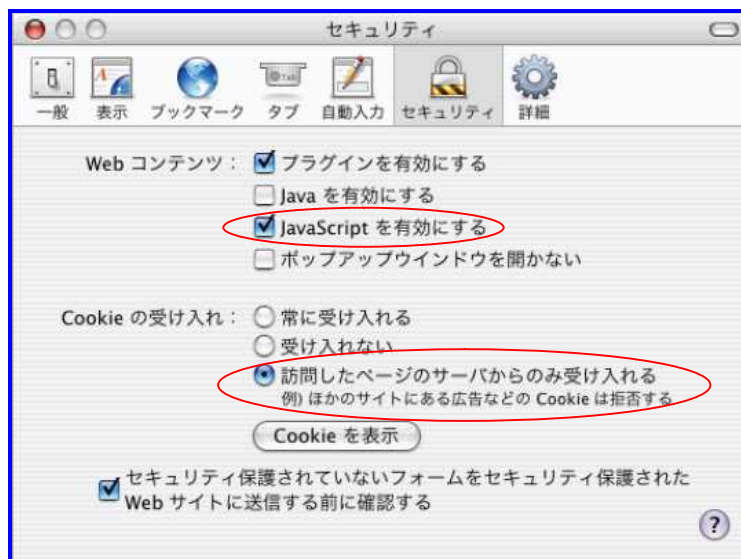 セキュリティ
一般 表示 ブックマーク タブ 自動入力 セキュリティ 詳細
Web コンテンツ： プラグインを有効にする
Java を有効にする
JavaScript を有効にする
ポップアップウインドウを開かない
Cookie の受け入れ： 常に受け入れる
受け入れない
訪問したページのサーバからのみ受け入れる
例) ほかのサイトにある広告などの Cookie は拒否する
Cookie を表示
セキュリティ保護されていないフォームをセキュリティ保護された
Web サイトに送信する前に確認する
?